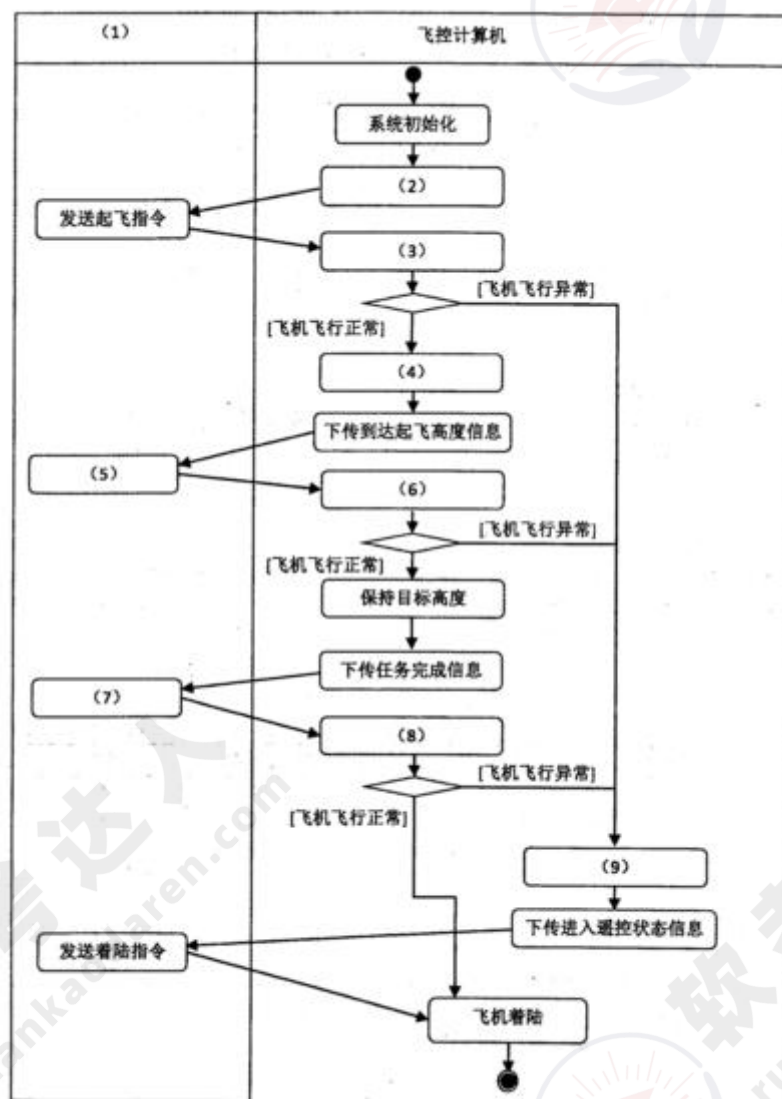 （1）
飞控计算机
系统初始化
（2）
发送起飞指令
（3）
[飞机飞行异常]
[飞机飞行正常]
（4）
下传到达起飞高度信息
（5）
（6）
[飞机飞行异常]
[飞机飞行正常]
保持目标高度
下传任务完成信息
（7）
（8）
[飞机飞行异常]
[飞机飞行正常]
（9）
下传进入遥控状态信息
发送着陆指令
飞机着陆